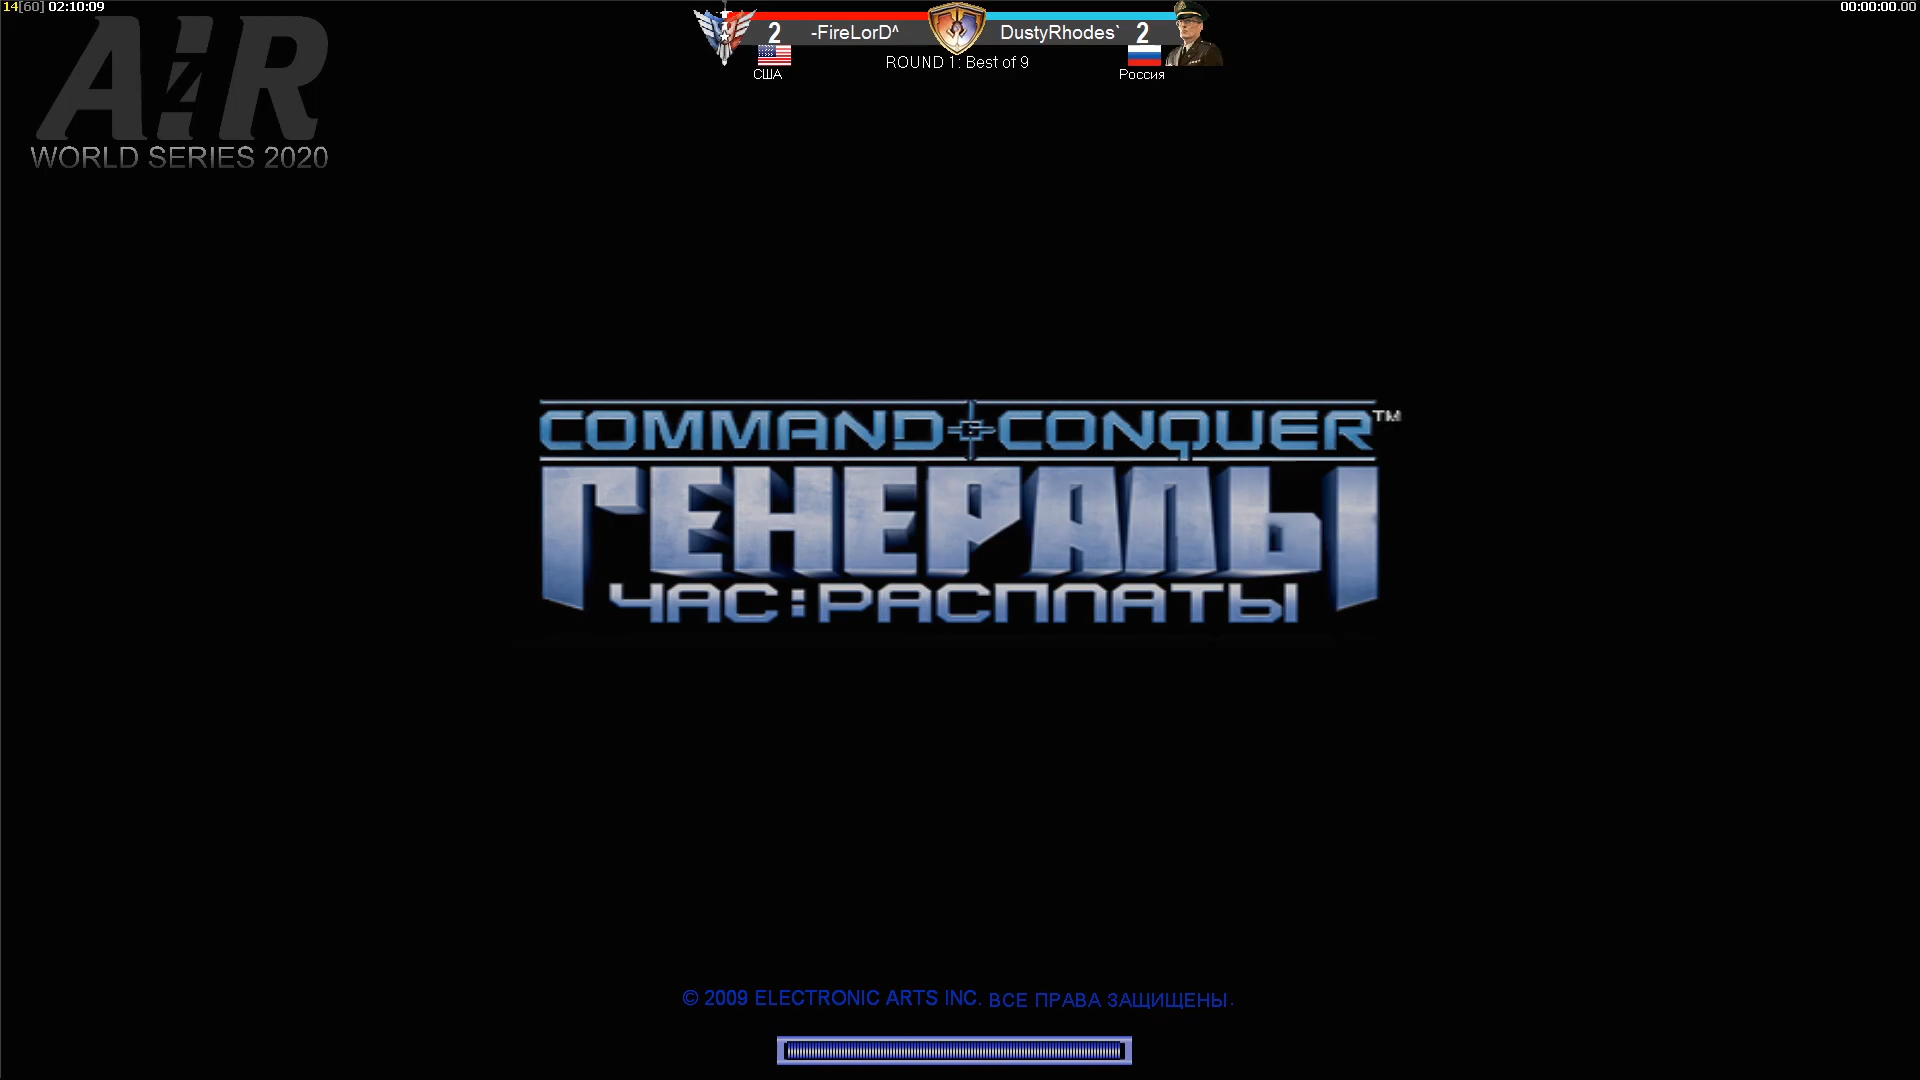 14[60] 02:10:09
00:00:00.00
2 -FireLorD^ DustyRhodes` 2
ROUND 1: Best of 9
США
Россия
A4R
WORLD SERIES 2020
COMMAND CONQUER™
ГЕНЕРАЛЫ
ЧАС:РАСПЛАТЫ
© 2009 ELECTRONIC ARTS INC. ВСЕ ПРАВА ЗАЩИЩЕНЫ.